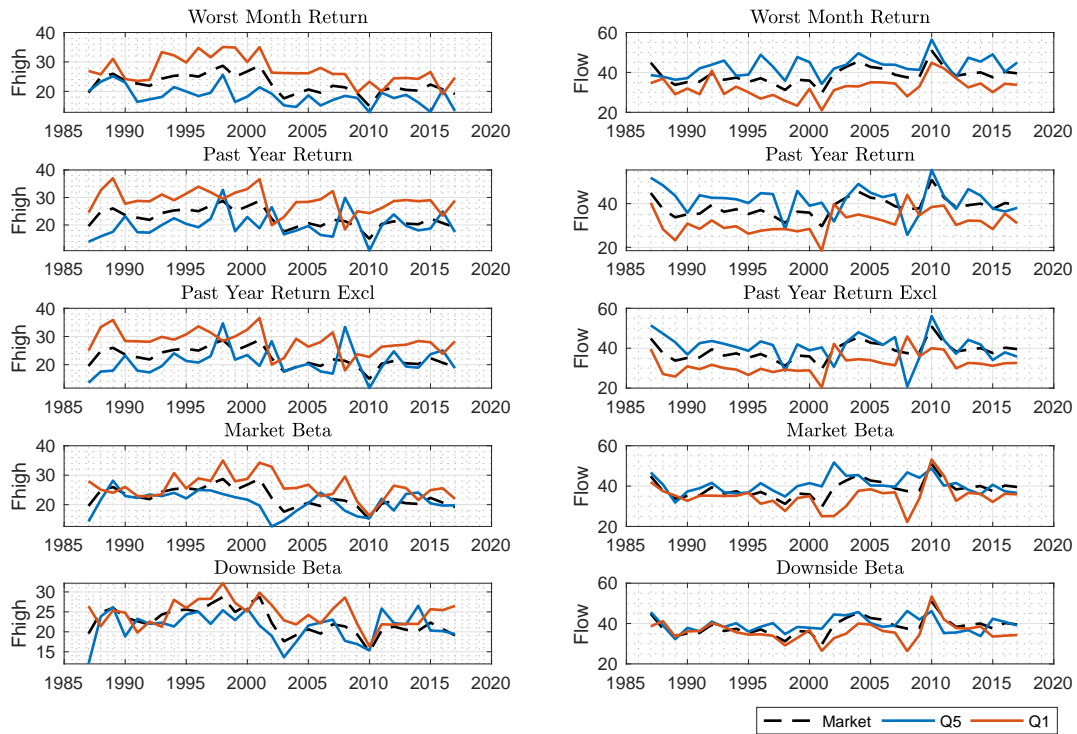 Worst Month Return
Fhigh
40
30
20
1985 1990 1995 2000 2005 2010 2015 2020
Worst Month Return
Flow
60
40
20
1985 1990 1995 2000 2005 2010 2015 2020
Past Year Return
Fhigh
40
30
20
1985 1990 1995 2000 2005 2010 2015 2020
Past Year Return
Flow
40
20
1985 1990 1995 2000 2005 2010 2015 2020
Past Year Return Excl
Fhigh
40
30
20
1985 1990 1995 2000 2005 2010 2015 2020
Past Year Return Excl
Flow
60
40
20
1985 1990 1995 2000 2005 2010 2015 2020
Market Beta
Fhigh
40
30
20
1985 1990 1995 2000 2005 2010 2015 2020
Market Beta
Flow
60
40
20
1985 1990 1995 2000 2005 2010 2015 2020
Downside Beta
Fhigh
30
25
20
15
1985 1990 1995 2000 2005 2010 2015 2020
Downside Beta
Flow
60
40
20
1985 1990 1995 2000 2005 2010 2015 2020
Market Q5 Q1